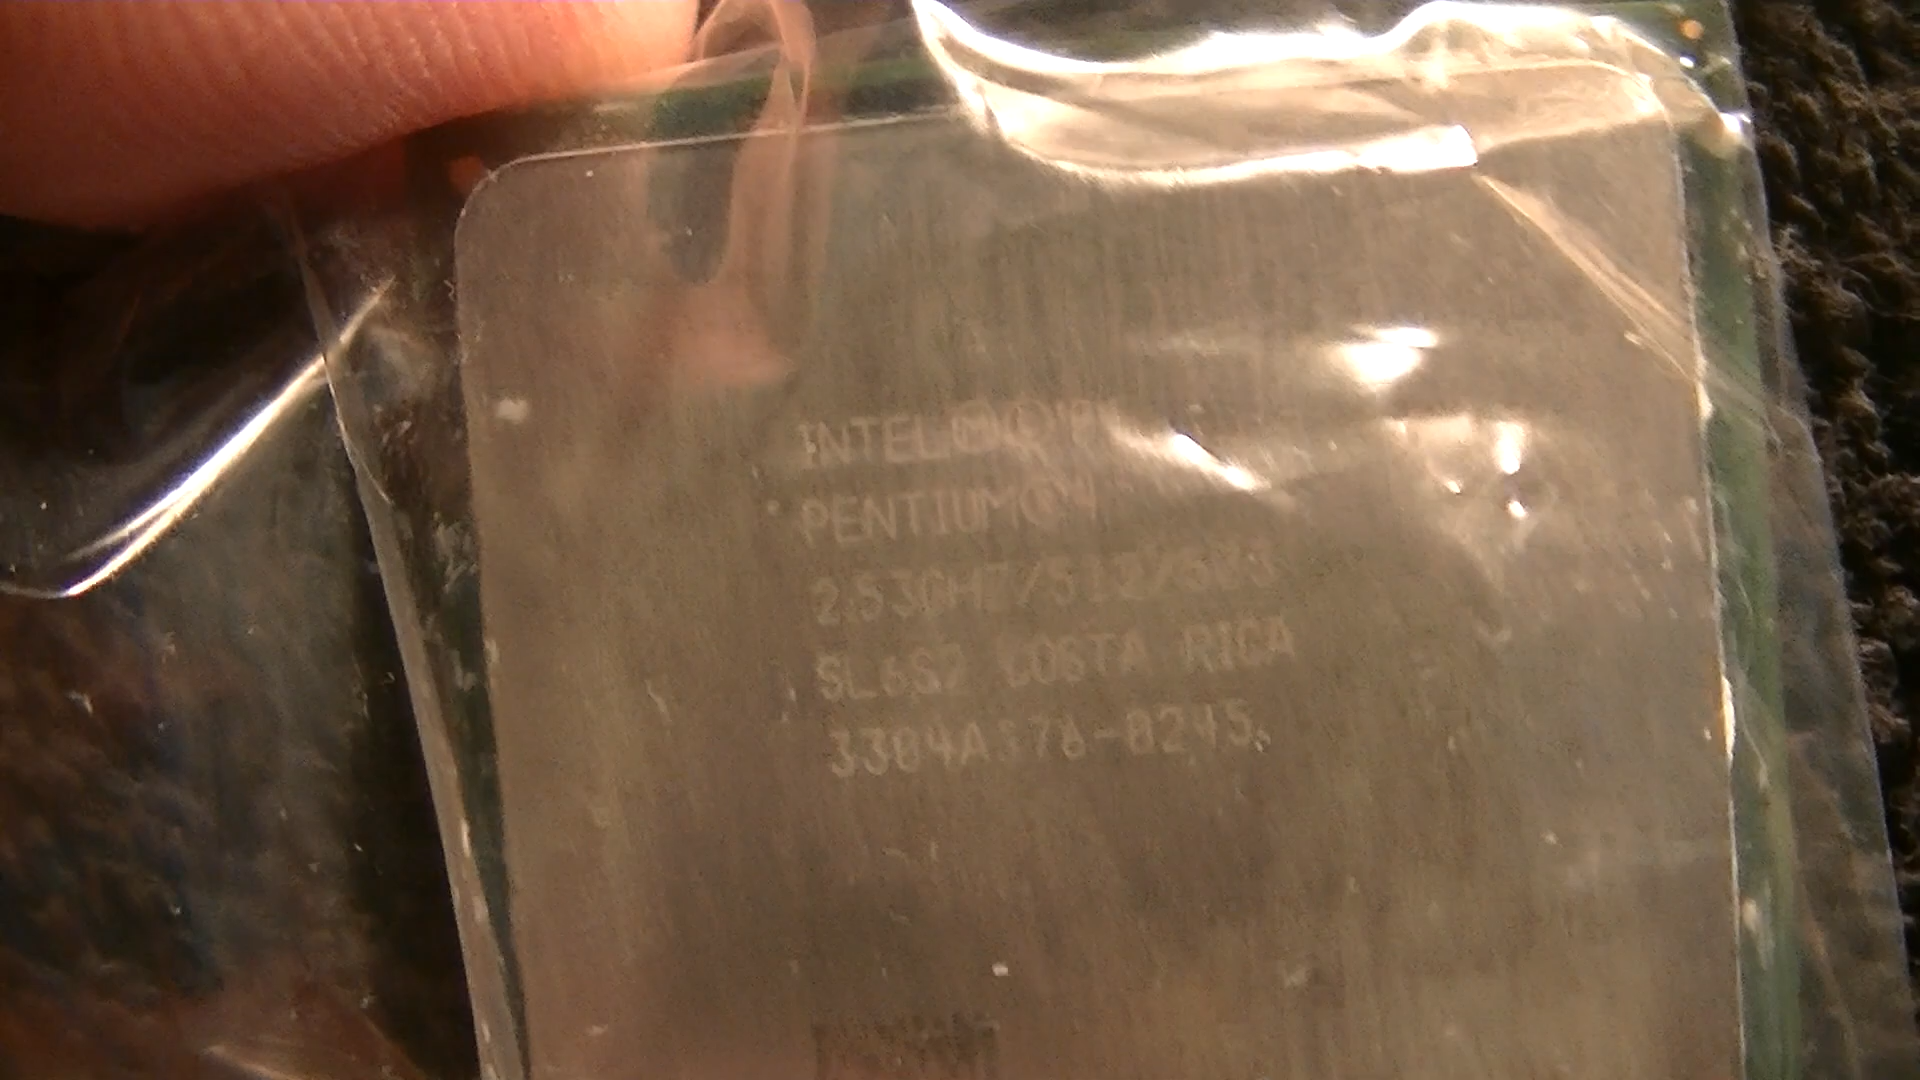 INTEL
PENTIUM
2.53GHZ/512/533
SL6S2 COSTA RICA
3304A376-0245